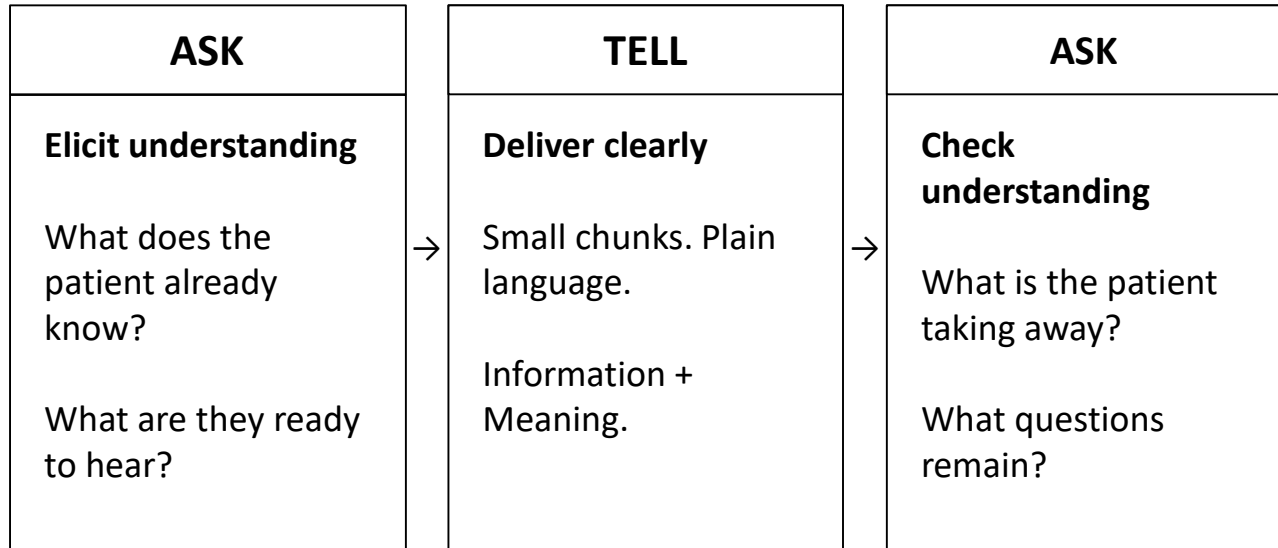 ASK
Elicit understanding
What does the
patient already
know?
What are they ready
to hear?
→
TELL
Deliver clearly
Small chunks. Plain
language.
Information +
Meaning.
→
ASK
Check
understanding
What is the patient
taking away?
What questions
remain?